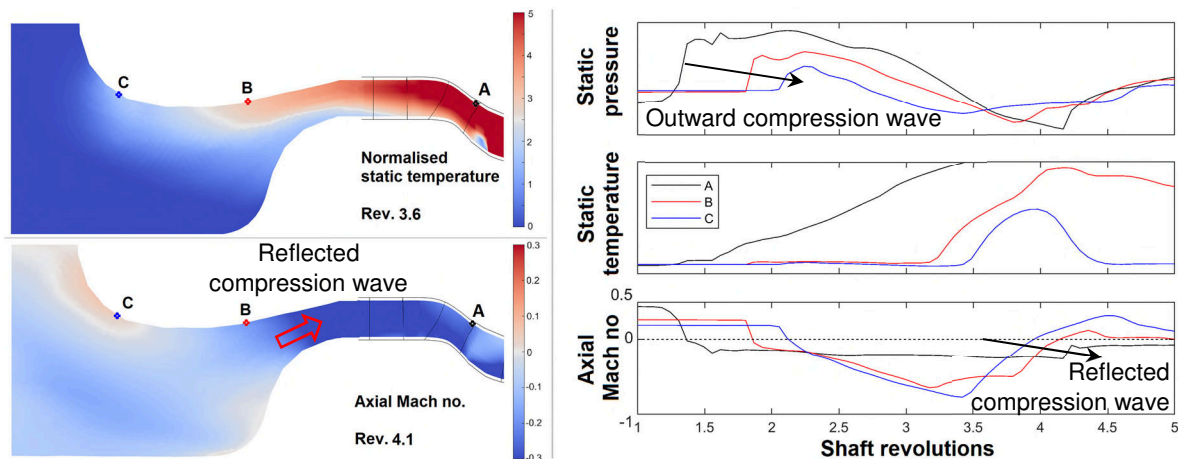 C
B
A
Normalised
static temperature
Rev. 3.6
5
4
3
2
1
0
Reflected
compression wave
C
B
A
Axial Mach no.
Rev. 4.1
0.3
0.2
0.1
0
-0.1
-0.2
-0.3
Static
pressure
Outward compression wave
Static
temperature
A
B
C
Axial
Mach no
0.5
0
-1
Reflected
compression wave
1
1.5
2
2.5
3
3.5
4
4.5
5
Shaft revolutions